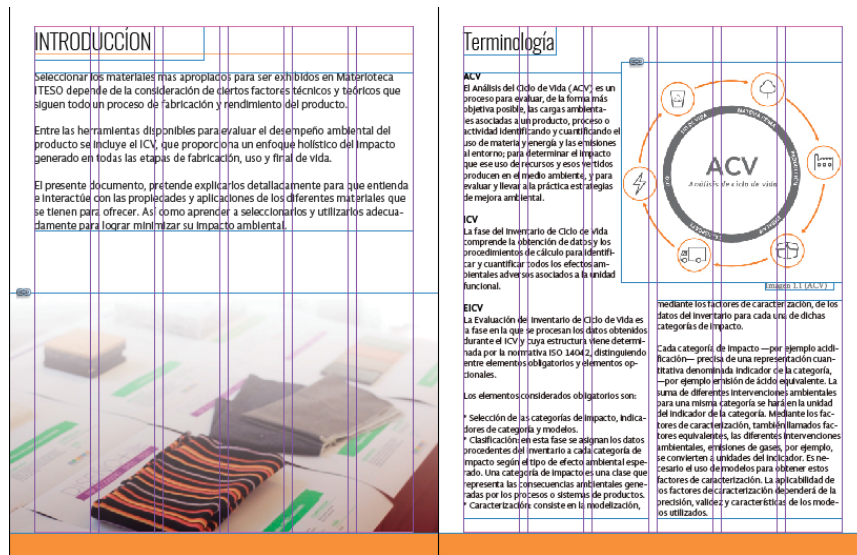 INTRODUCCÍON
Seleccionar los materiales mas apropiados para ser exhibidos en Materioteca
ITESO depende de la consideración de ciertos factores técnicos y teóricos que
siguen todo un proceso de fabricación y rendimiento del producto.
Entre las herramientas disponibles para evaluar el desempeño ambiental del
producto se incluye el ICV, que proporciona un enfoque holístico del impacto
generado en todas las etapas de fabricación, uso y final de vida.
El presente documento, pretende explicarlos detalladamente para que entienda
e interactúe con las propiedades y aplicaciones de los diferentes materiales que
se tienen para ofrecer. Así como aprender a seleccionarlos y utilizarlos adecua-
damente para lograr minimizar su impacto ambiental.
Terminología
ACV
El Análisis del Ciclo de Vida (ACV) es un
proceso para evaluar, de la forma más
objetiva posible, las cargas ambienta-
les asociadas a un producto, proceso o
actividad identificando y cuantificando el
uso de materia y energía y las emisiones
al entorno; para determinar el impacto
que ese uso de recursos y esos vertidos
producen en el medio ambiente, y para
evaluar y llevar a la práctica estrategias
de mejora ambiental.
ICV
La fase del Inventario de Ciclo de Vida
comprende la obtención de datos y los
procedimientos de cálculo para identifi-
car y cuantificar todos los efectos am-
bientales adversos asociados a la unidad
funcional.
EICV
La Evaluación del Inventario de Ciclo de Vida es
la fase en la que se procesan los datos obtenidos
durante el ICV y cuya estructura viene determi-
nada por la normativa ISO 14042, distinguiendo
entre elementos obligatorios y elementos op-
cionales.
Los elementos considerados obligatorios son:
* Selección de las categorías de impacto, indica-
dores de categoría y modelos.
* Clasificación: en esta fase se asignan los datos
procedentes del inventario a cada categoría de
impacto según el tipo de efecto ambiental espe-
rado. Una categoría de impacto es una clase que
representa las consecuencias ambientales gene-
radas por los procesos o sistemas de productos.
* Caracterización: consiste en la modelización,
ACV
Análisis de ciclo de vida
MATERIA PRIMA
Imagen 1.1 (ACV)
mediante los factores de caracterización, de los
datos del inventario para cada una de dichas
categorías de impacto.
Cada categoría de impacto —por ejemplo acidi-
ficación— precisa de una representación cuan-
titativa denominada indicador de la categoría,
—por ejemplo emisión de ácido equivalente. La
suma de diferentes intervenciones ambientales
para una misma categoría se hará en la unidad
del indicador de la categoría. Mediante los fac-
tores de caracterización, también llamados fac-
tores equivalentes, las diferentes intervenciones
ambientales, emisiones de gases, por ejemplo,
se convierten a unidades del indicador. Es ne-
cesario el uso de modelos para obtener estos
factores de caracterización. La aplicabilidad de
los factores de caracterización dependerá de la
precisión, validez y características de los mode-
los utilizados.